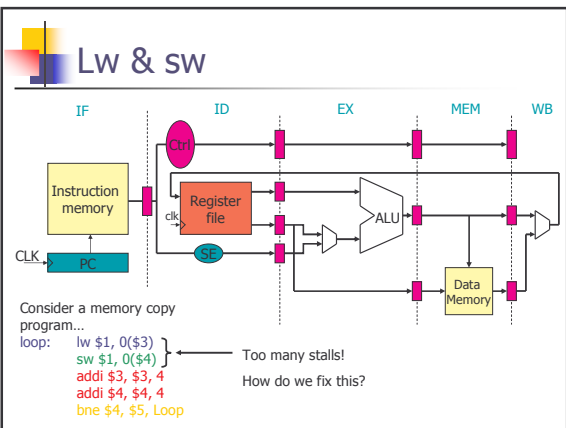 Lw & sw
IF ID EX MEM WB
Ctrl
Instruction
memory
Register
file
clk
ALU
CLK
PC
SE
Data
Memory
Consider a memory copy
program...
loop: lw $1, 0($3)
sw $1, 0($4)
addi $3, $3, 4
addi $4, $4, 4
bne $4, $5, Loop
Too many stalls!
How do we fix this?